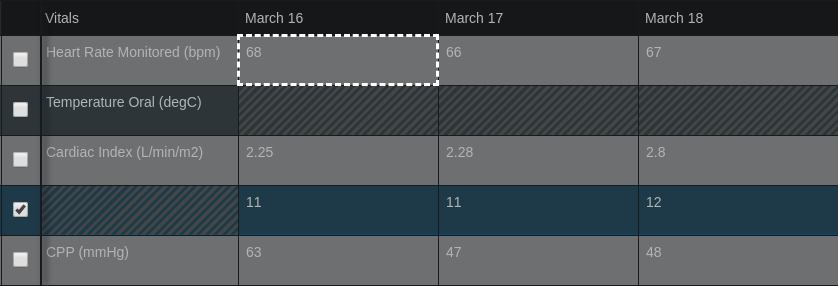 Vitals March 16 March 17 March 18
Heart Rate Monitored (bpm) 68 66 67
Temperature Oral (degC)
Cardiac Index (L/min/m2) 2.25 2.28 2.8
11 11 12
CPP (mmHg) 63 47 48